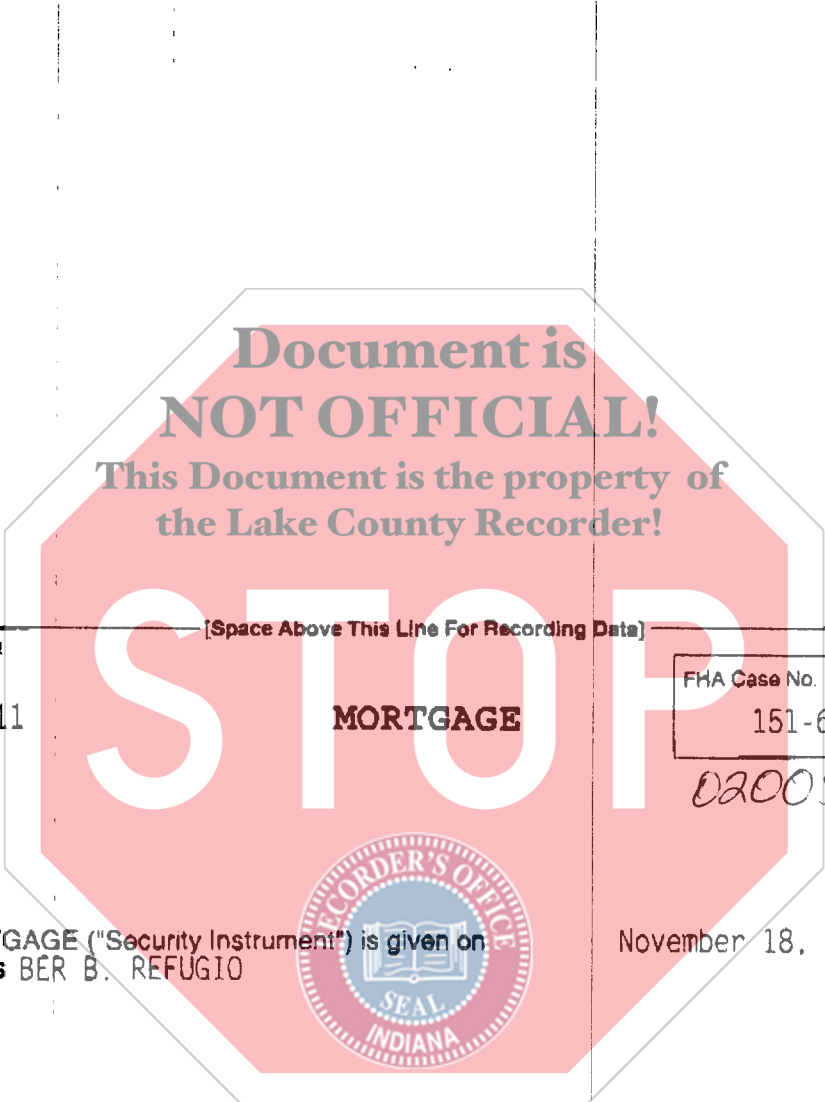 Document is
NOT OFFICIAL!
This Document is the property of
the Lake County Recorder!
STOP
[Space Above This Line For Recording Data]
FHA Case No.
11
MORTGAGE
151-6
0200
GAGE ("Security Instrument") is given on
November 18,
s BER B. REFUGIO
RECORDER'S OFFICE
SEAL
INDIANA